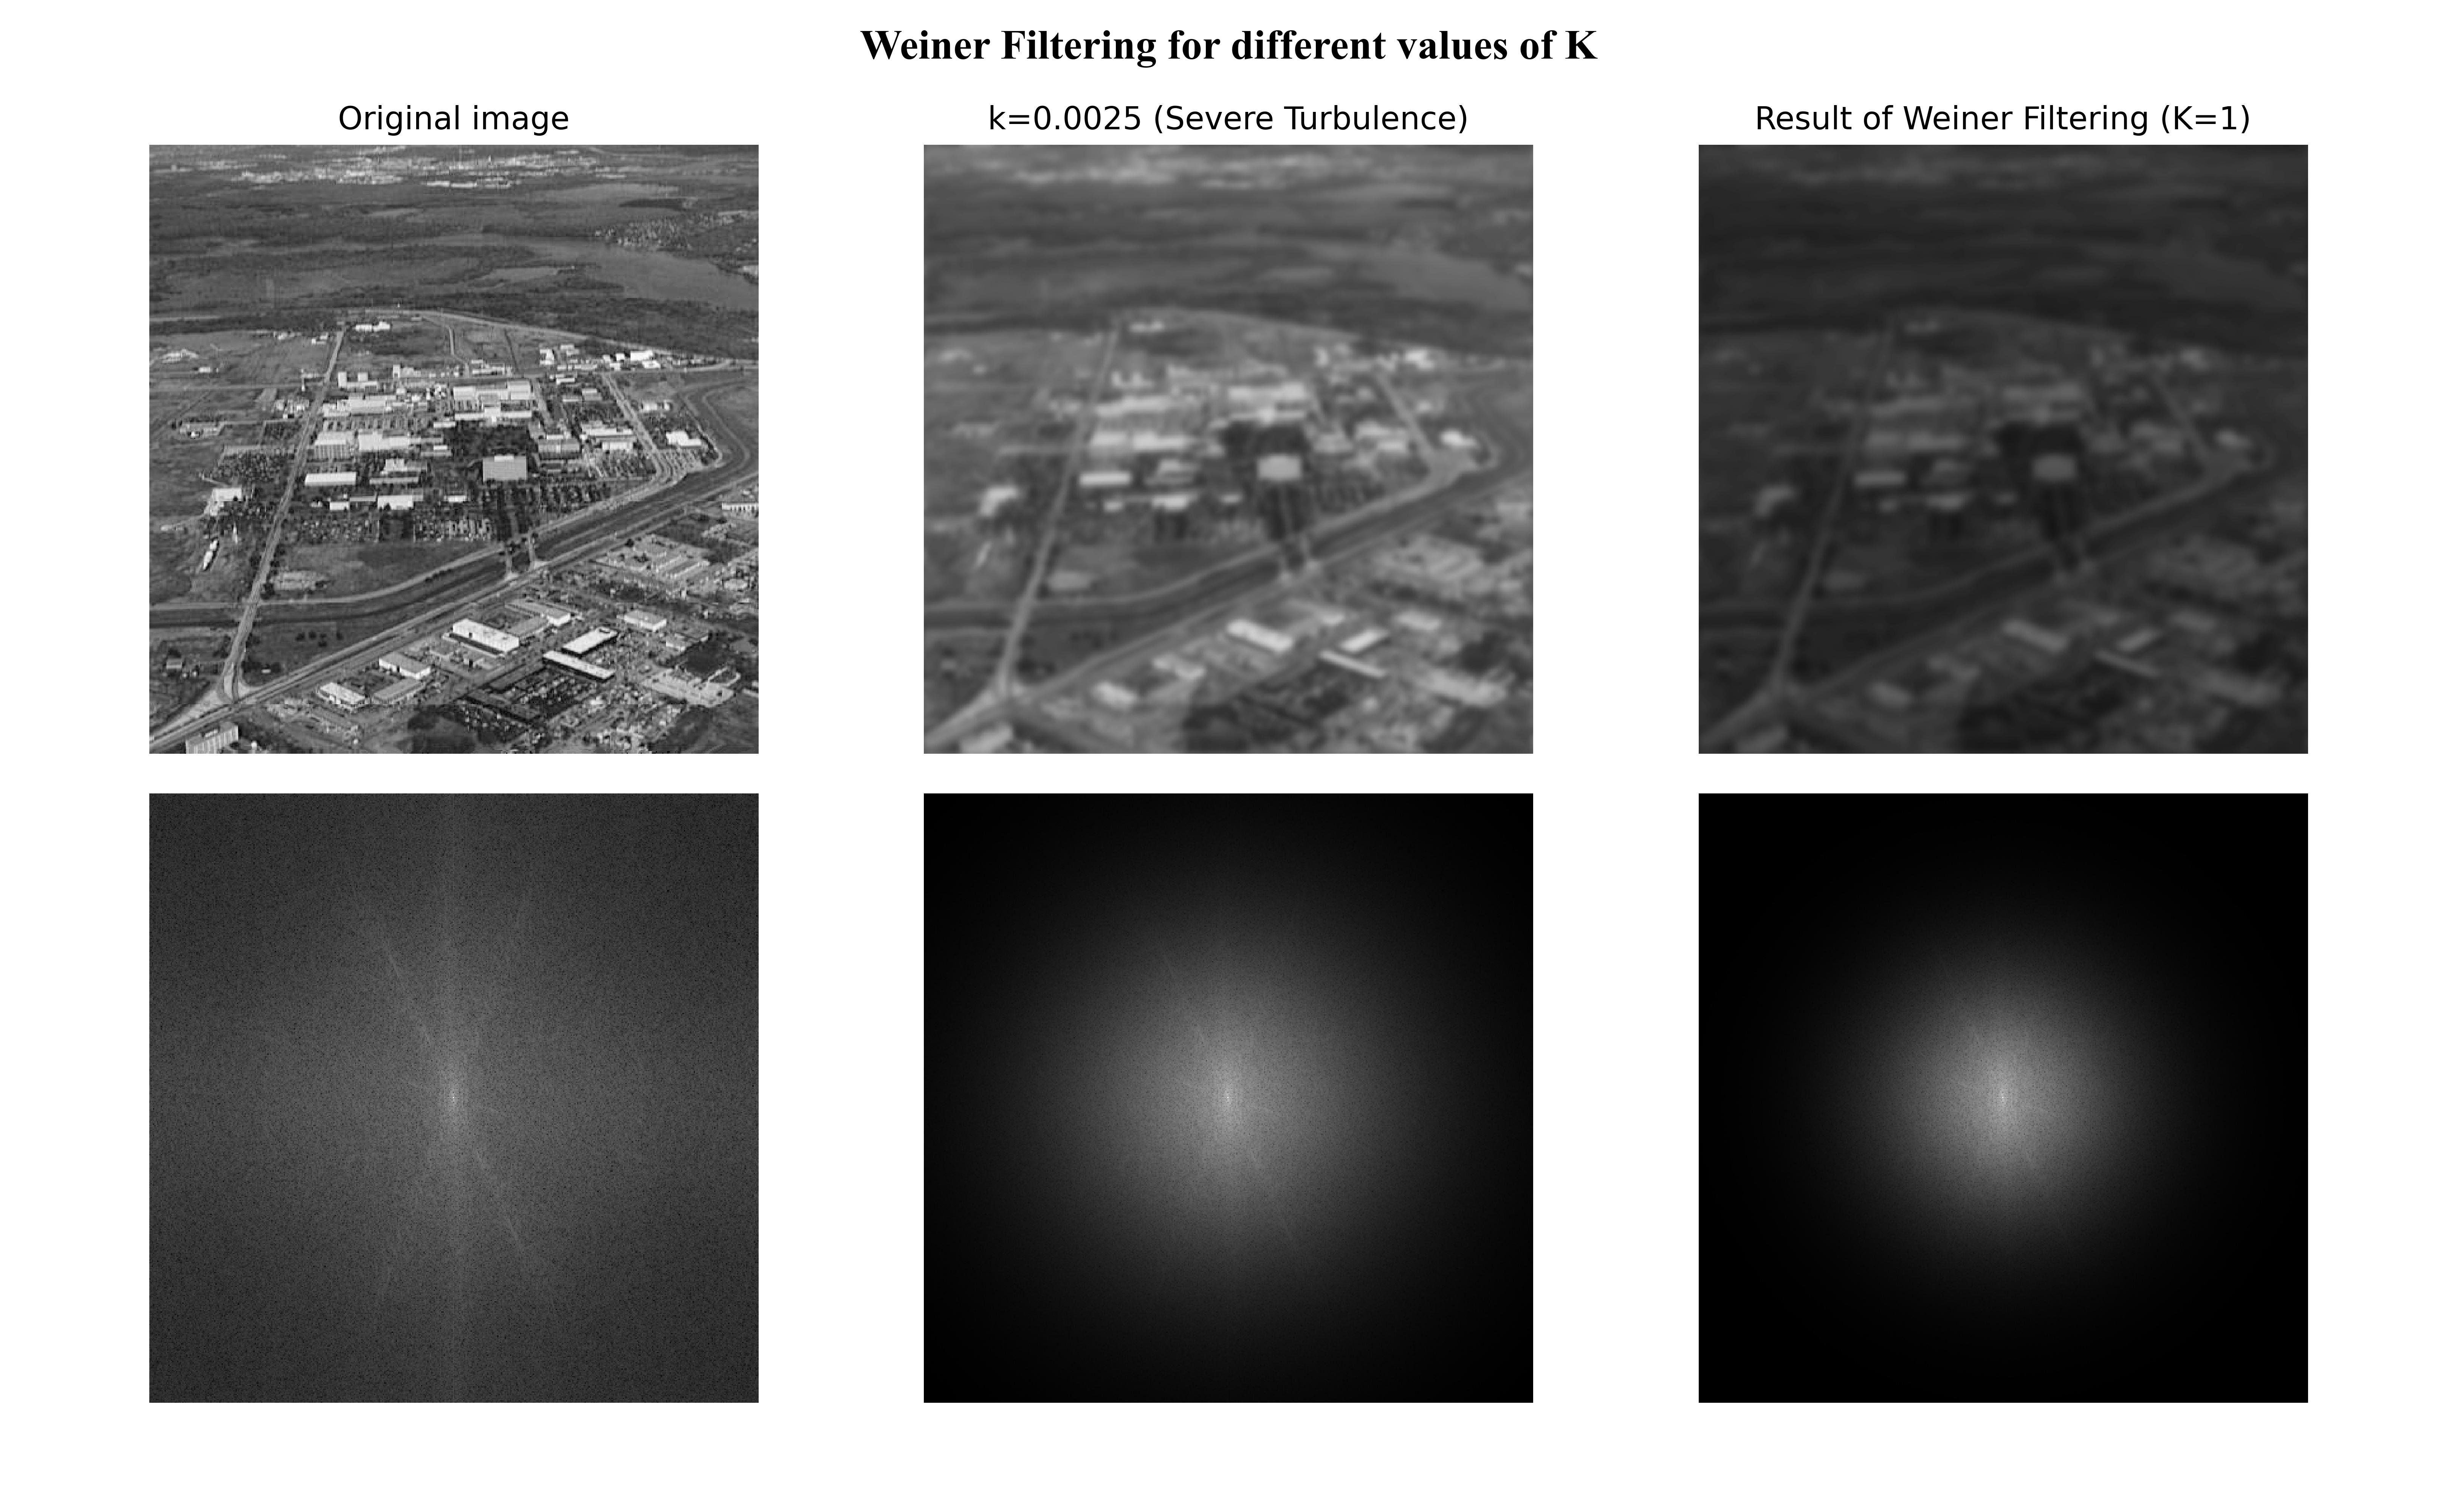 Weiner Filtering for different values of K
Original image
k=0.0025 (Severe Turbulence)
Result of Weiner Filtering (K=1)